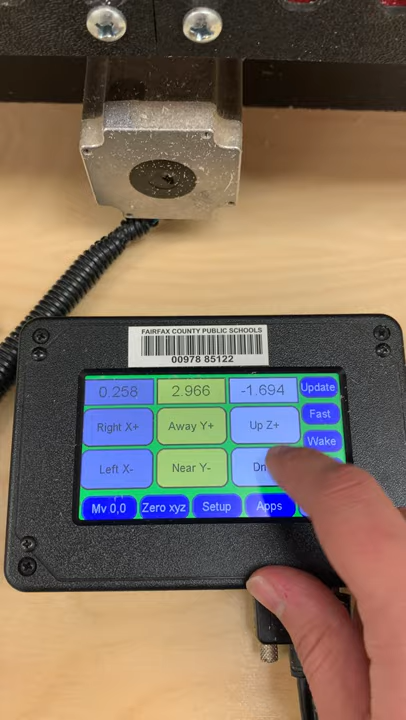 FAIRFAX COUNTY PUBLIC SCHOOLS
00978 85122
0.258 2.966 -1.694 Update
Right X+ Away Y+ Up Z+ Fast
Wake
Left X- Near Y- Dn
Mv 0,0 Zero xyz Setup Apps